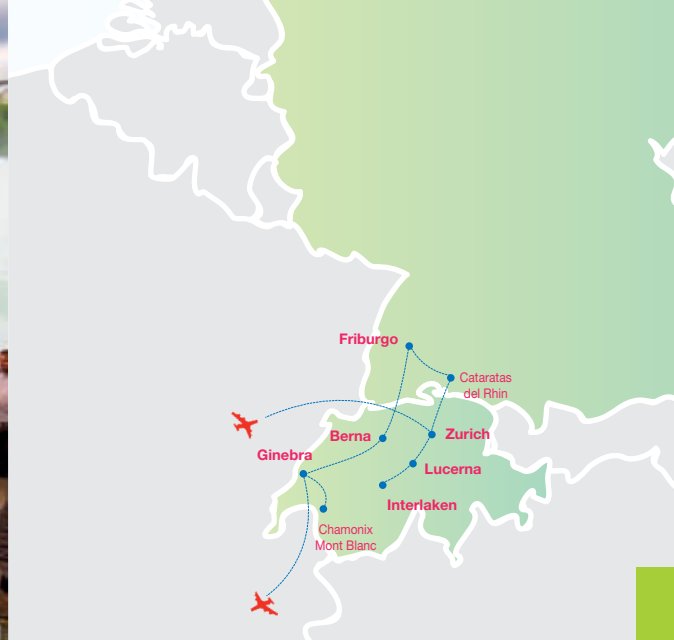 Friburgo
Cataratas
del Rhin
Berna
Zurich
Ginebra
Lucerna
Interlaken
Chamonix
Mont Blanc